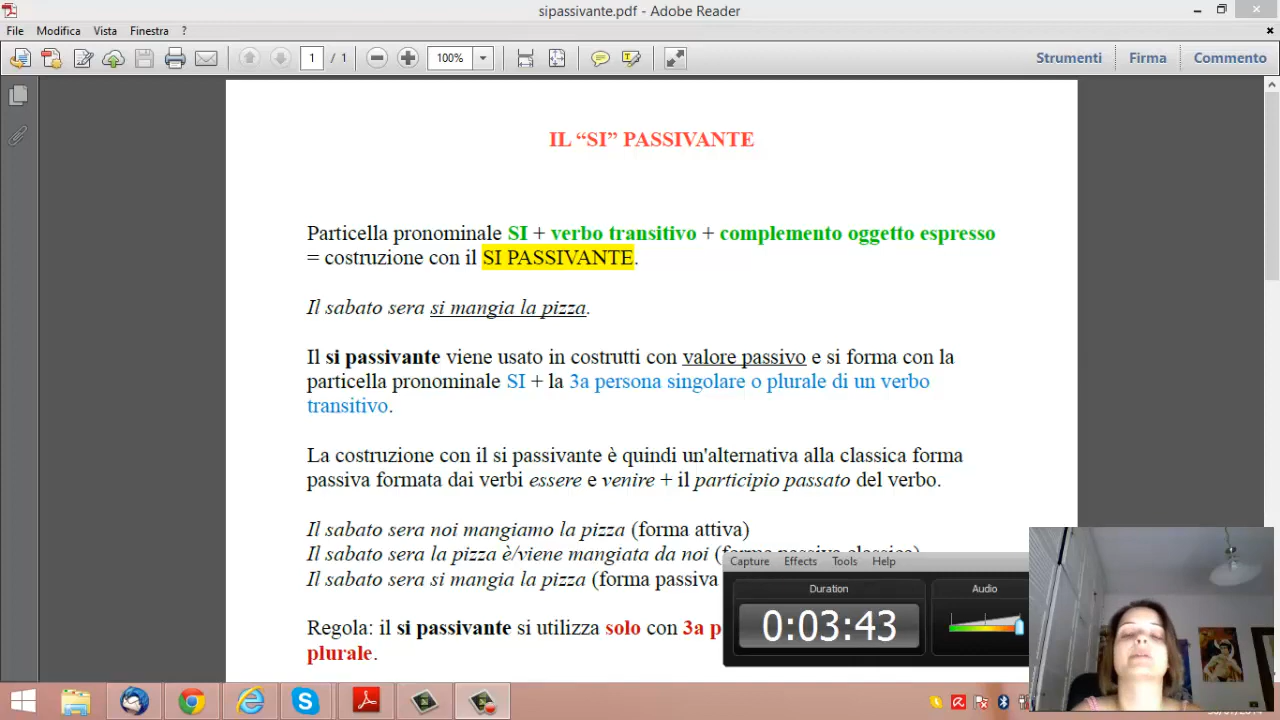 sipassivante.pdf - Adobe Reader
File Modifica Vista Finestra ?
1 / 1 100% Strumenti Firma Commento
IL “SI” PASSIVANTE
Particella pronominale SI + verbo transitivo + complemento oggetto espresso
= costruzione con il SI PASSIVANTE.
Il sabato sera si mangia la pizza.
Il si passivante viene usato in costrutti con valore passivo e si forma con la
particella pronominale SI + la 3a persona singolare o plurale di un verbo
transitivo.
La costruzione con il si passivante è quindi un'alternativa alla classica forma
passiva formata dai verbi essere e venire + il participio passato del verbo.
Il sabato sera noi mangiamo la pizza (forma attiva)
Il sabato sera la pizza è/viene mangiata da noi (forma passiva classica)
Il sabato sera si mangia la pizza (forma passiva
Regola: il si passivante si utilizza solo con 3a p
plurale.
Capture Effects Tools Help
Duration Audio
0:03:43